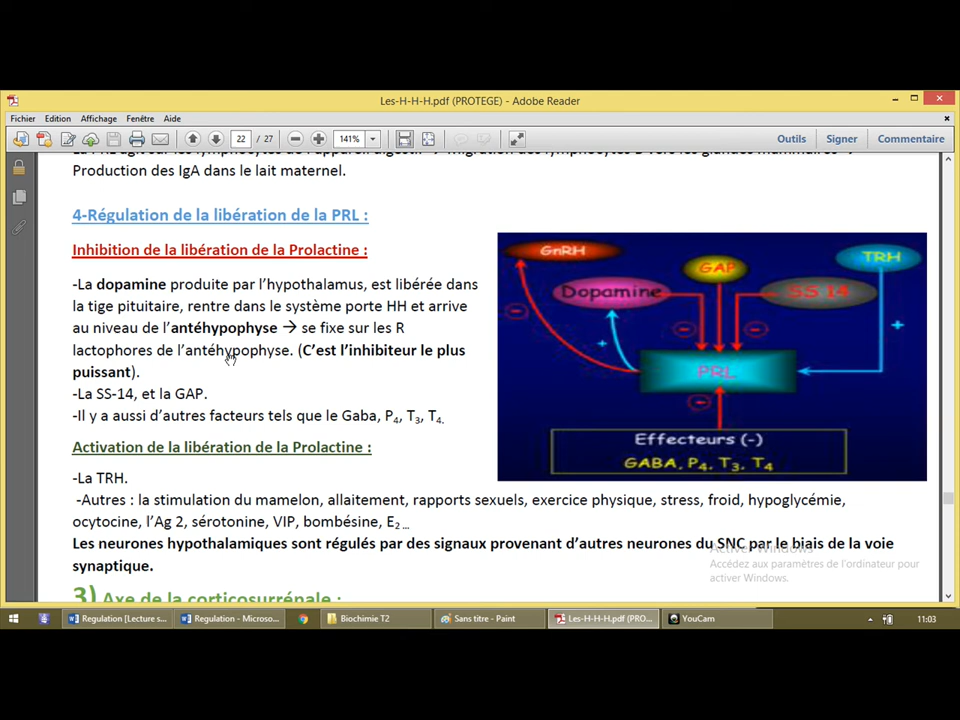 Les-H-H-H.pdf (PROTEGE) - Adobe Reader
Fichier Edition Affichage Fenêtre Aide
22 / 27 141% Outils Signer Commentaire
Production des IgA dans le lait maternel.
4-Régulation de la libération de la PRL :
Inhibition de la libération de la Prolactine :
-La dopamine produite par l’hypothalamus, est libérée dans
la tige pituitaire, rentre dans le système porte HH et arrive
au niveau de l’antéhypophyse → se fixe sur les R
lactophores de l’antéhypophyse. (C’est l’inhibiteur le plus
puissant).
-La SS-14, et la GAP.
-Il y a aussi d’autres facteurs tels que le Gaba, P4, T3, T4.
GnRH
GAP
TRH
Dopamine
SS 14
- - - +
+
PRL
-
Effecteurs (-)
GABA, P4, T3, T4
Activation de la libération de la Prolactine :
-La TRH.
-Autres : la stimulation du mamelon, allaitement, rapports sexuels, exercice physique, stress, froid, hypoglycémie,
ocytocine, l’Ag 2, sérotonine, VIP, bombésine, E2 ...
Les neurones hypothalamiques sont régulés par des signaux provenant d’autres neurones du SNC par le biais de la voie
synaptique.
Activer Windows
Accédez aux paramètres de l'ordinateur pour
activer Windows.
3) Axe de la corticosurrénale :
Regulation [Lecture s... Regulation - Microso... Biochimie T2 Sans titre - Paint Les-H-H-H.pdf (PRO... YouCam 11:03